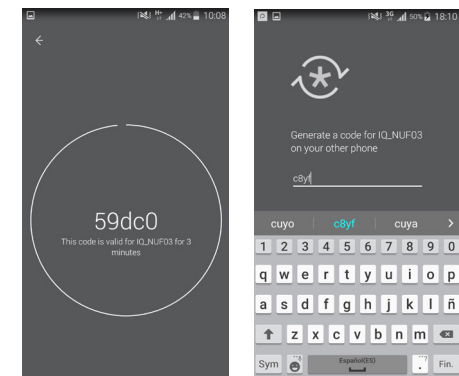 42% 10:08
59dc0
This code is valid for IQ_NUF03 for 3
minutes
3G 50% 18:10
Generate a code for IQ_NUF03
on your other phone
c8yf
cuyo c8yf cuya
1 2 3 4 5 6 7 8 9 0
q w e r t y u i o p
a s d f g h j k l ñ
z x c v b n m
Sym Español(ES) . Fin.